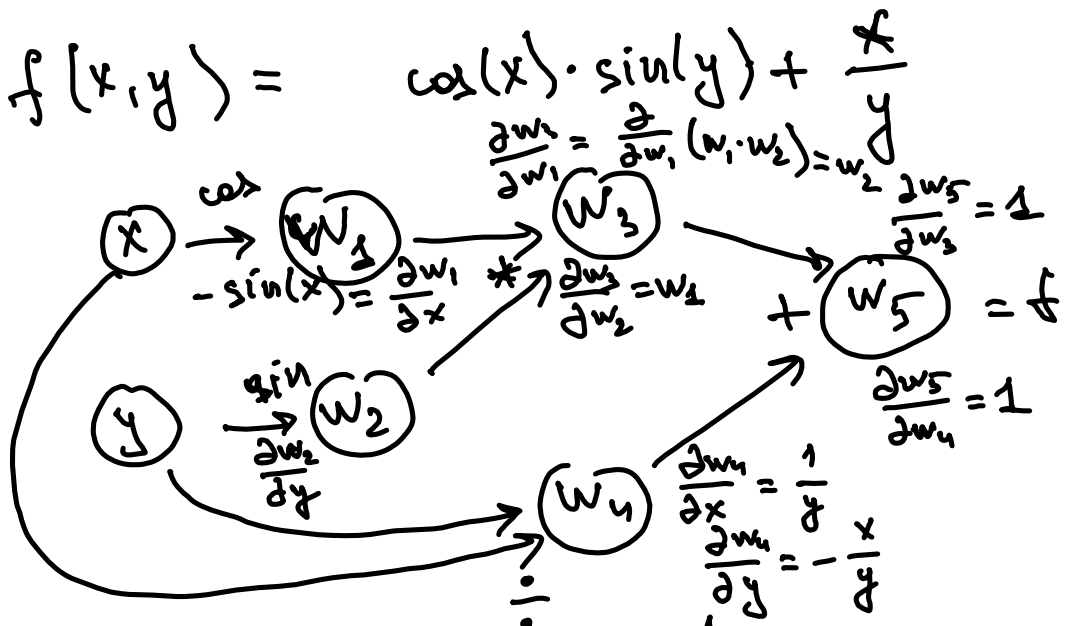 f(x,y) = cos(x)·sin(y) + x/y
∂w₃/∂w₁ = ∂/∂w₁ (w₁·w₂) = w₂
cos
x
w₁
w₃
∂w₅/∂w₃ = 1
-sin(x) = ∂w₁/∂x
*
∂w₃/∂w₂ = w₁
+
w₅
= f
sin
y
w₂
∂w₂/∂y
∂w₅/∂w₄ = 1
w₄
∂w₄/∂x = 1/y
∂w₄/∂y = -x/y
÷